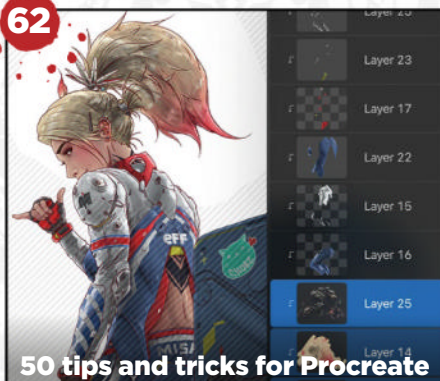 62
Layer 23
Layer 17
Layer 22
Layer 15
Layer 16
Layer 25
Layer 14
eFF
50 tips and tricks for Procreate